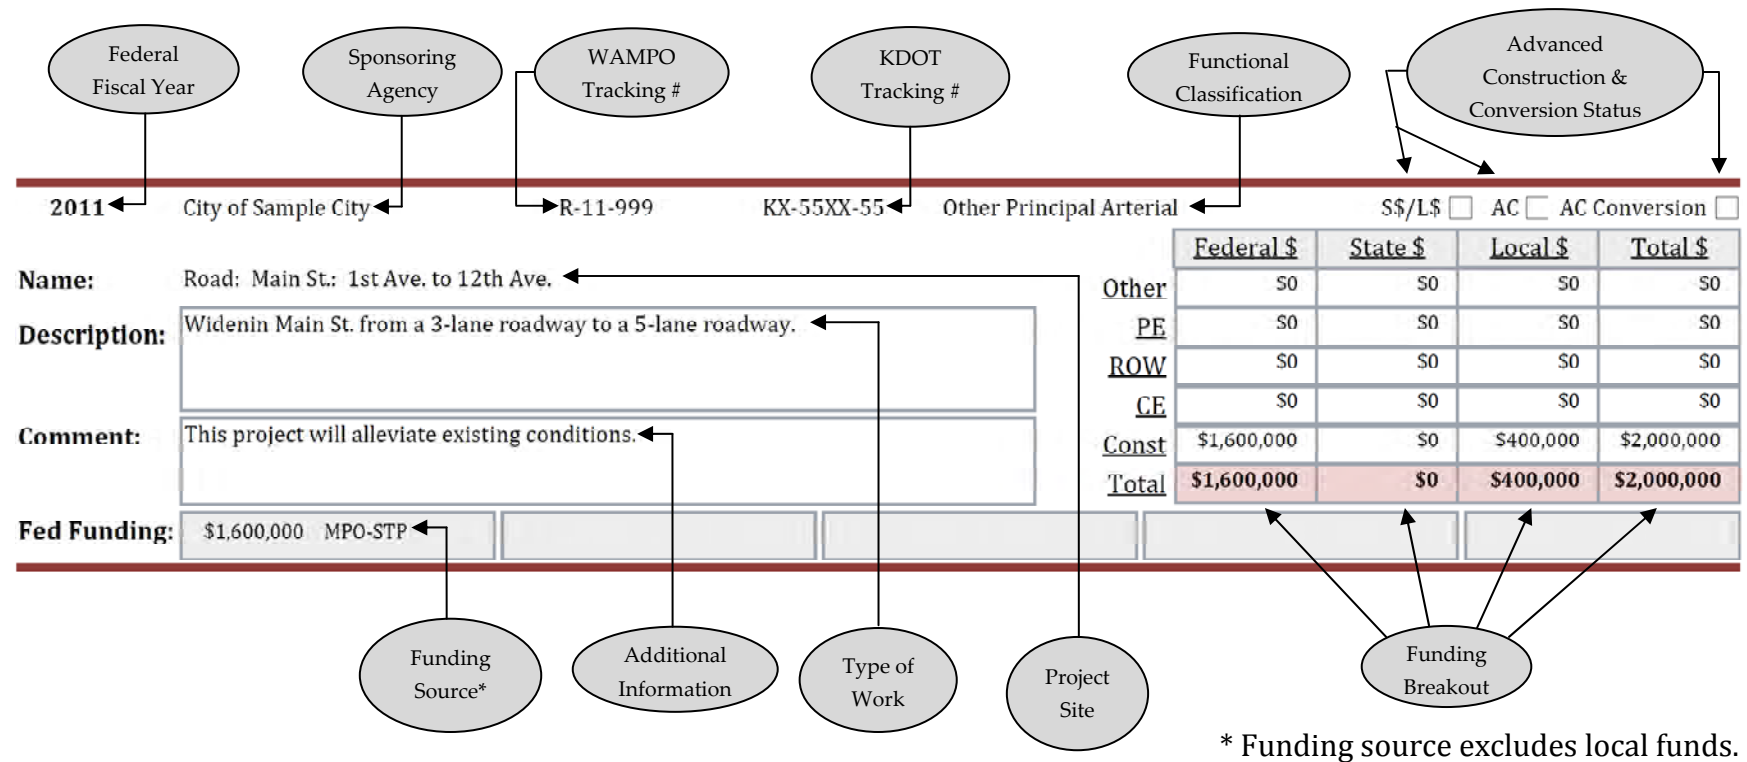 Federal
Fiscal Year
Sponsoring
Agency
WAMPO
Tracking #
KDOT
Tracking #
Functional
Classification
Advanced
Construction &
Conversion Status
2011 City of Sample City R-11-999 KX-55XX-55 Other Principal Arterial S$/L$ AC AC Conversion
Federal $ State $ Local $ Total $
Name: Road: Main St.: 1st Ave. to 12th Ave.
Other $0 $0 $0 $0
Description: Widenin Main St. from a 3-lane roadway to a 5-lane roadway.
PE $0 $0 $0 $0
ROW $0 $0 $0 $0
CE $0 $0 $0 $0
Comment: This project will alleviate existing conditions.
Const $1,600,000 $0 $400,000 $2,000,000
Total $1,600,000 $0 $400,000 $2,000,000
Fed Funding: $1,600,000 MPO-STP
Funding
Source*
Additional
Information
Type of
Work
Project
Site
Funding
Breakout
* Funding source excludes local funds.